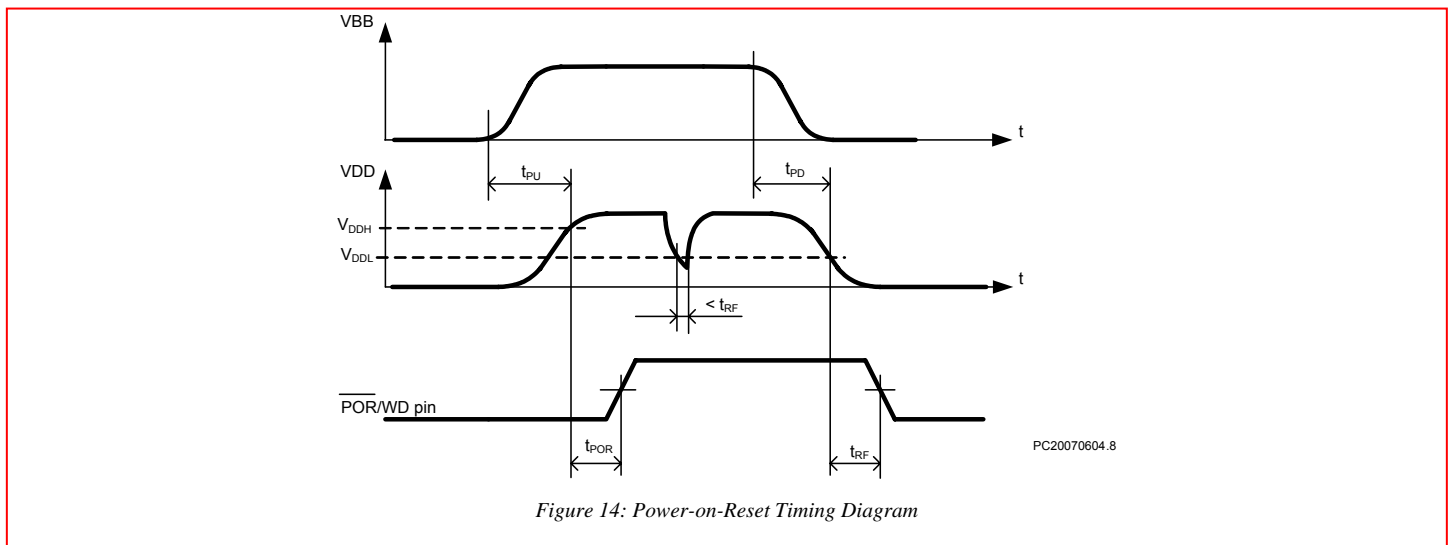 VBB
t
VDD
tPU
tPD
VDDH
VDDL
t
< tRF
POR/WD pin
tPOR
tRF
PC20070604.8
Figure 14: Power-on-Reset Timing Diagram